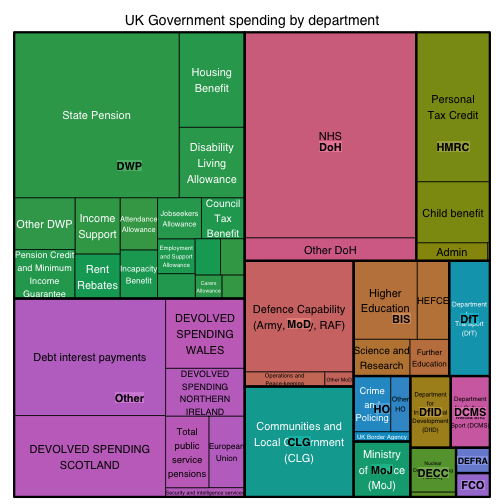 UK Government spending by department
State Pension
DWP
Housing
Benefit
Disability
Living
Allowance
Other DWP
Income
Support
Attendance
Allowance
Jobseekers
Allowance
Council
Tax
Benefit
Pension Credit
and Minimum
Income
Guarantee
Rent
Rebates
Incapacity
Benefit
Employment
and Support
Allowance
Carers
Allowance
NHS
DoH
Other DoH
Personal
Tax Credit
HMRC
Child benefit
Admin
Debt interest payments
Other
DEVOLVED
SPENDING
WALES
DEVOLVED
SPENDING
NORTHERN
IRELAND
DEVOLVED SPENDING
SCOTLAND
Total
public
service
pensions
European
Union
Security and intelligence services
Defence Capability
(Army, MoD, RAF)
Operations and
Peace-keeping
Other MoD
Higher
Education
BIS
HEFCE
Science and
Research
Further
Education
Department
DfT
(DfT)
Communities and
Local CLG
(CLG)
Crime
and
Policing
HO
Other
HO
UK Border Agency
Ministry
of MoJ
(MoJ)
Department
for
DfID
Development
(DfID)
Department
DCMS
Sport (DCMS)
Nuclear
DECC
DEFRA
FCO